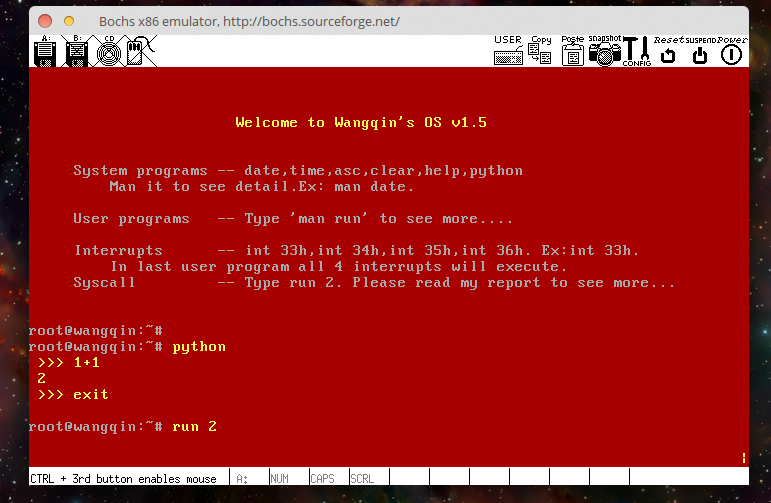 Bochs x86 emulator, http://bochs.sourceforge.net/
A: B: CD USER Copy Paste snapshot CONFIG Reset SUSPEND Power
Welcome to Wangqin's OS v1.5
System programs -- date,time,asc,clear,help,python
Man it to see detail.Ex: man date.
User programs -- Type 'man run' to see more....
Interrupts -- int 33h,int 34h,int 35h,int 36h. Ex:int 33h.
In last user program all 4 interrupts will execute.
Syscall -- Type run 2. Please read my report to see more...
root@wangqin:~#
root@wangqin:~# python
>>> 1+1
2
>>> exit
root@wangqin:~# run 2
CTRL + 3rd button enables mouse A: NUM CAPS SCRL